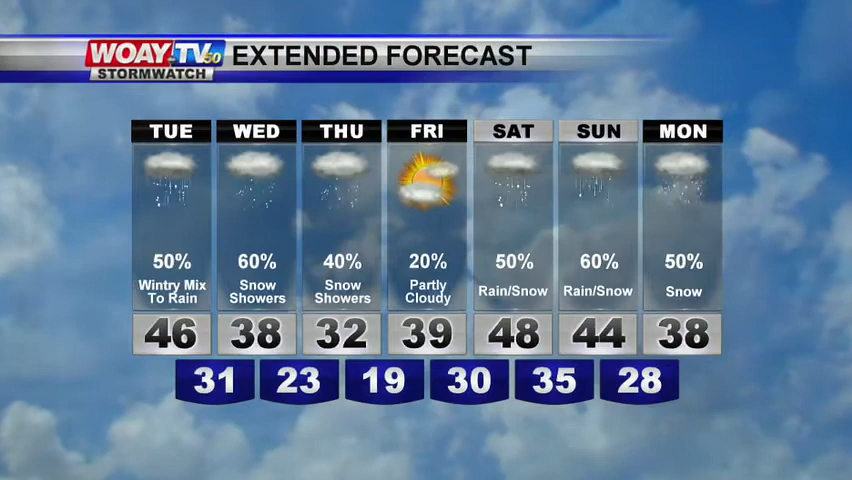 WOAY-TV 50
STORMWATCH
EXTENDED FORECAST
TUE WED THU FRI SAT SUN MON
50% 60% 40% 20% 50% 60% 50%
Wintry Mix Snow Snow Partly Rain/Snow Rain/Snow Snow
To Rain Showers Showers Cloudy
46 38 32 39 48 44 38
31 23 19 30 35 28